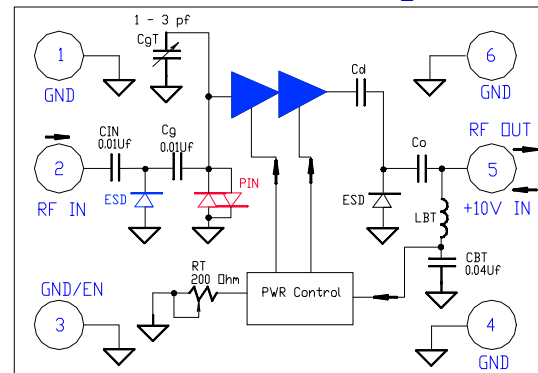 1 - 3 pf
CgT
1
GND
6
GND
Cd
RF OUT
CIN
0.01Uf
Cg
0.01Uf
Co
2
RF IN
ESD
PIN
ESD
5
+10V IN
LBT
CBT
0.04Uf
RT
200 Ohm
PWR Control
GND/EN
3
4
GND